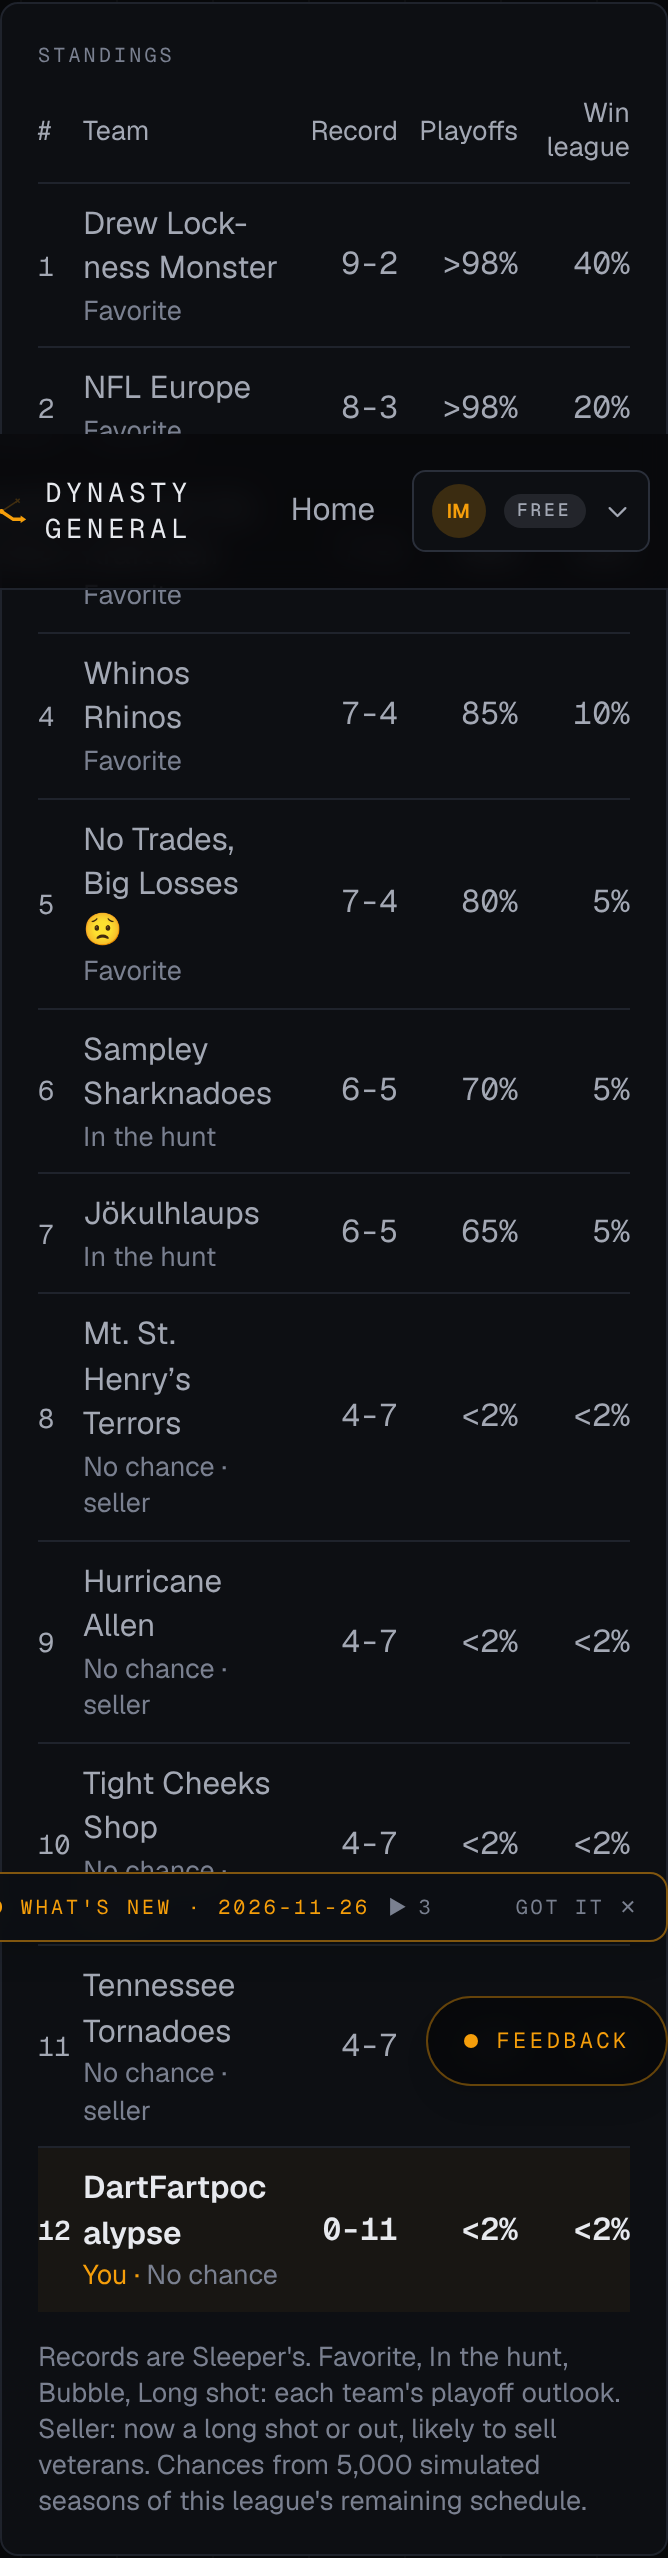 STANDINGS
# Team Record Playoffs Win league
1 Drew Lock-
ness Monster 9-2 >98% 40%
Favorite
2 NFL Europe 8-3 >98% 20%
Favorite
DYNASTY
GENERAL
Home IM FREE
Favorite
4 Whinos
Rhinos 7-4 85% 10%
Favorite
5 No Trades,
Big Losses 7-4 80% 5%
😟
Favorite
6 Sampley
Sharknadoes 6-5 70% 5%
In the hunt
7 Jökulhlaups 6-5 65% 5%
In the hunt
8 Mt. St.
Henry’s
Terrors 4-7 <2% <2%
No chance ·
seller
9 Hurricane
Allen 4-7 <2% <2%
No chance ·
seller
10 Tight Cheeks
Shop 4-7 <2% <2%
No chance ·
WHAT'S NEW · 2026-11-26 ▶ 3 GOT IT ×
11 Tennessee
Tornadoes 4-7
No chance ·
seller
FEEDBACK
12 DartFartpoc
alypse 0-11 <2% <2%
You · No chance
Records are Sleeper's. Favorite, In the hunt,
Bubble, Long shot: each team's playoff outlook.
Seller: now a long shot or out, likely to sell
veterans. Chances from 5,000 simulated
seasons of this league's remaining schedule.